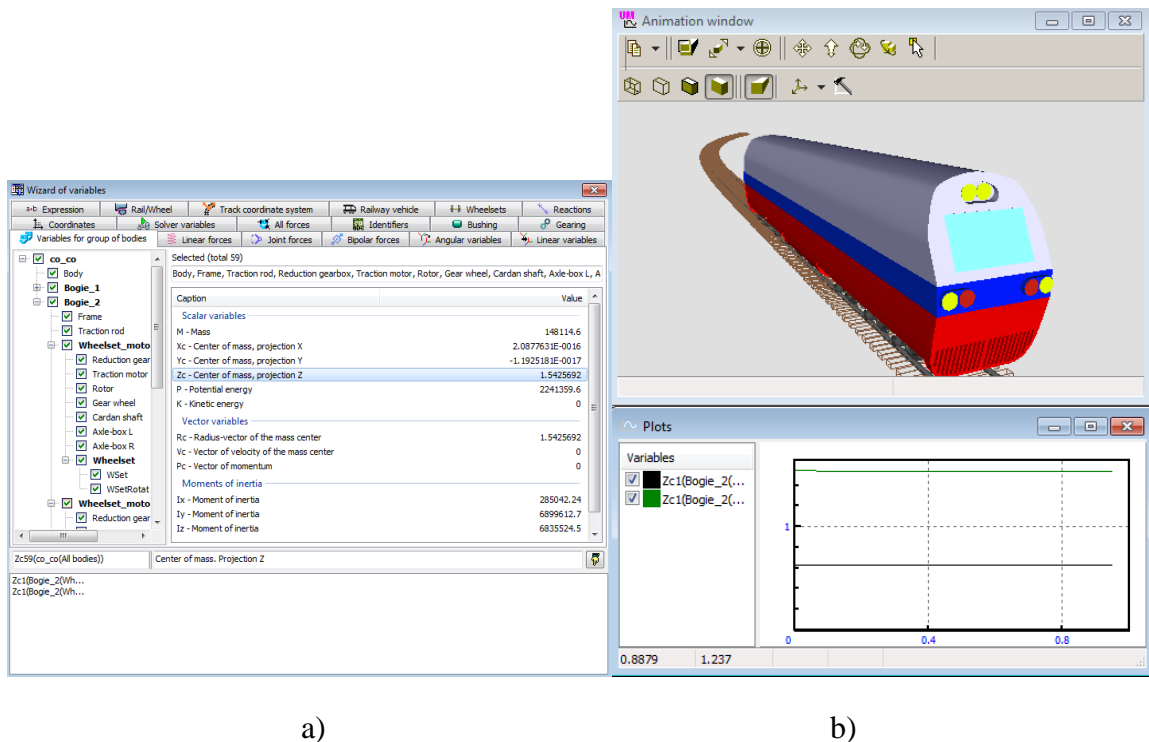 Wizard of variables
a+b Expression Rail/Wheel Track coordinate system Railway vehicle Wheelsets Reactions
Coordinates Solver variables All forces Identifiers Bushing Gearing
Variables for group of bodies Linear forces Joint forces Bipolar forces Angular variables Linear variables
co_co
Body
Bogie_1
Bogie_2
Frame
Traction rod
Wheelset_moto
Reduction gear
Traction motor
Rotor
Gear wheel
Cardan shaft
Axle-box L
Axle-box R
Wheelset
WSet
WSetRotat
Wheelset_moto
Reduction gear
Selected (total 59)
Body, Frame, Traction rod, Reduction gearbox, Traction motor, Rotor, Gear wheel, Cardan shaft, Axle-box L, A
Caption Value
Scalar variables
M - Mass 148114.6
Xc - Center of mass, projection X 2.0877631E-0016
Yc - Center of mass, projection Y -1.1925181E-0017
Zc - Center of mass, projection Z 1.5425692
P - Potential energy 2241359.6
K - Kinetic energy 0
Vector variables
Rc - Radius-vector of the mass center 1.5425692
Vc - Vector of velocity of the mass center 0
Pc - Vector of momentum 0
Moments of inertia
Ix - Moment of inertia 285042.24
Iy - Moment of inertia 6899612.7
Iz - Moment of inertia 6835524.5
Zc59(co_co(All bodies)) Center of mass. Projection Z
Zc1(Bogie_2(Wh...
Zc1(Bogie_2(Wh...
a)
UM Animation window
Plots
Variables
Zc1(Bogie_2(...
Zc1(Bogie_2(...
1
0 0.4 0.8
0.8879 1.237
b)